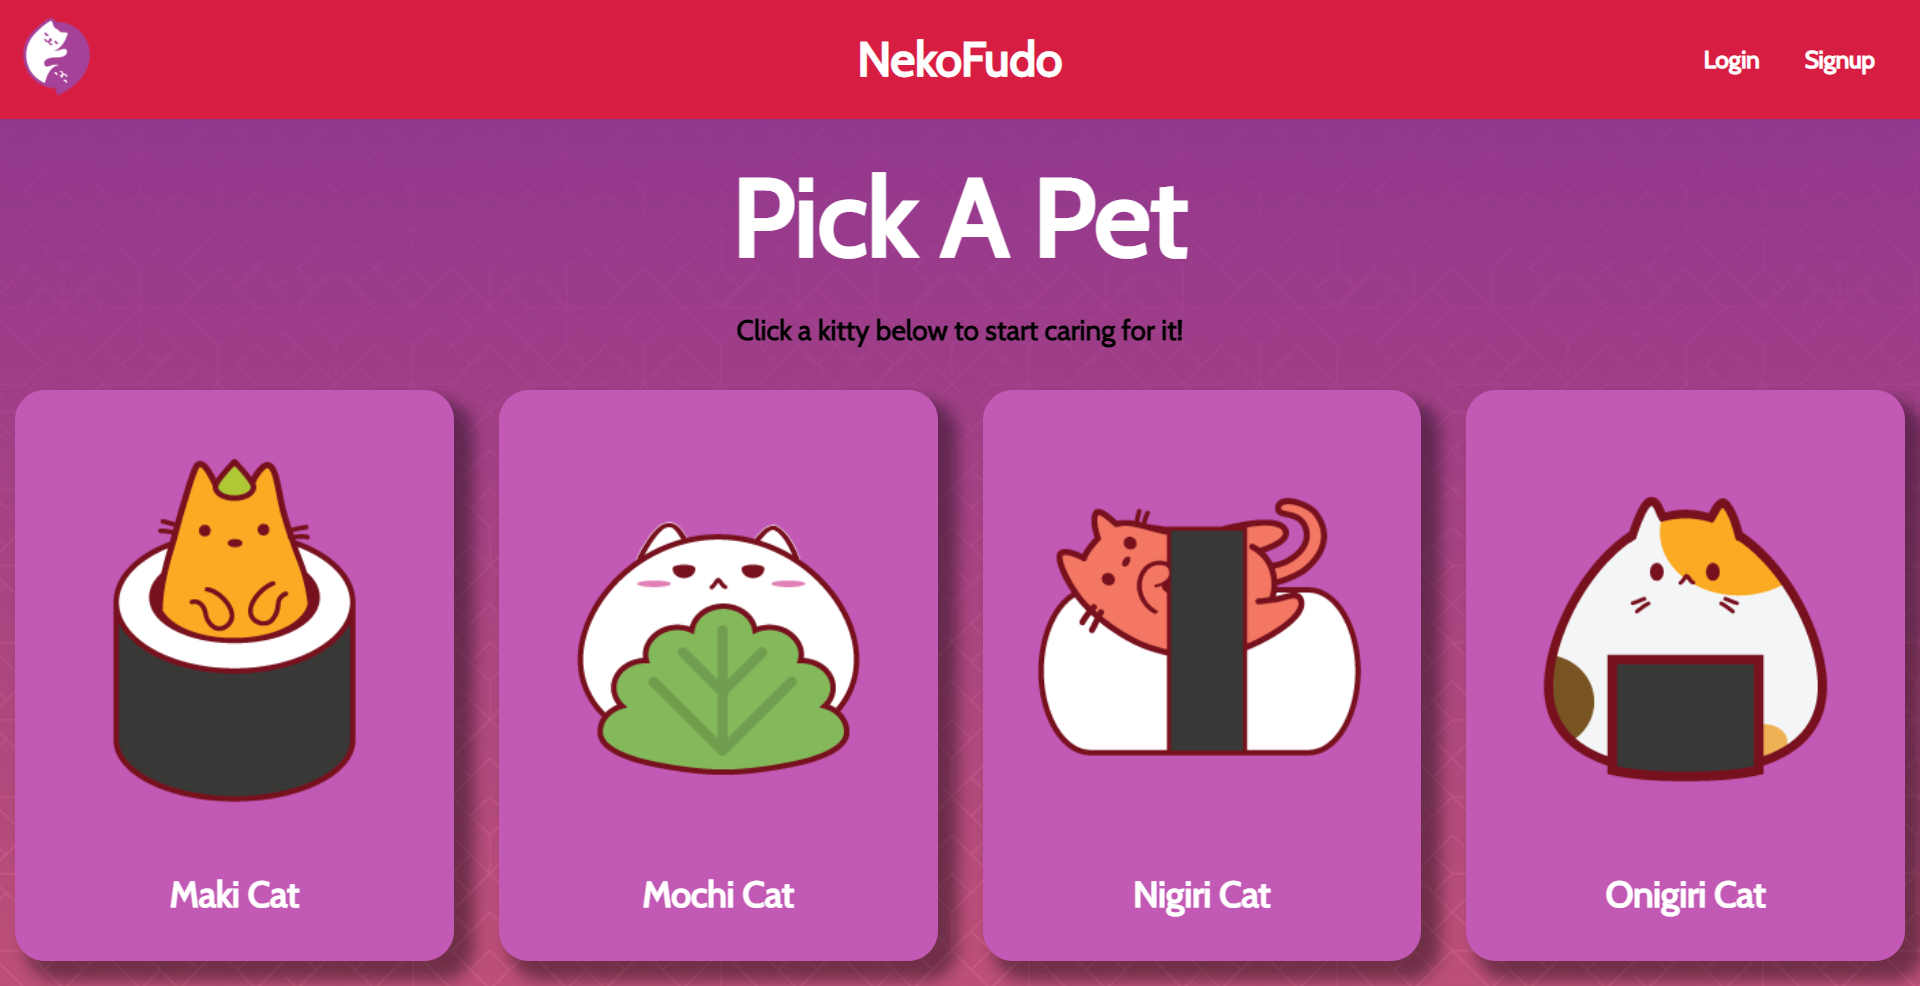 NekoFudo
Login
Signup
Pick A Pet
Click a kitty below to start caring for it!
Maki Cat
Mochi Cat
Nigiri Cat
Onigiri Cat